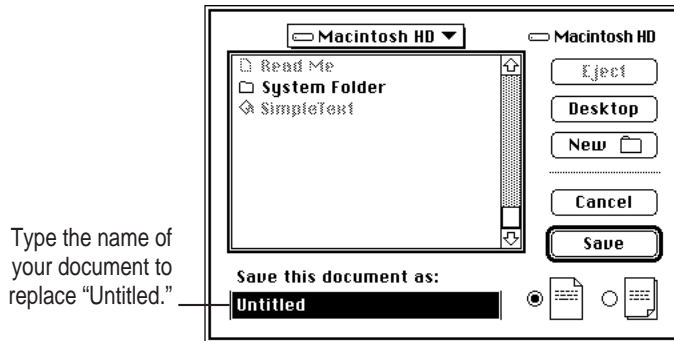 Macintosh HD
Macintosh HD
Read Me
System Folder
SimpleText
Eject
Desktop
New
Cancel
Save
Type the name of
your document to
replace “Untitled.”
Save this document as:
Untitled